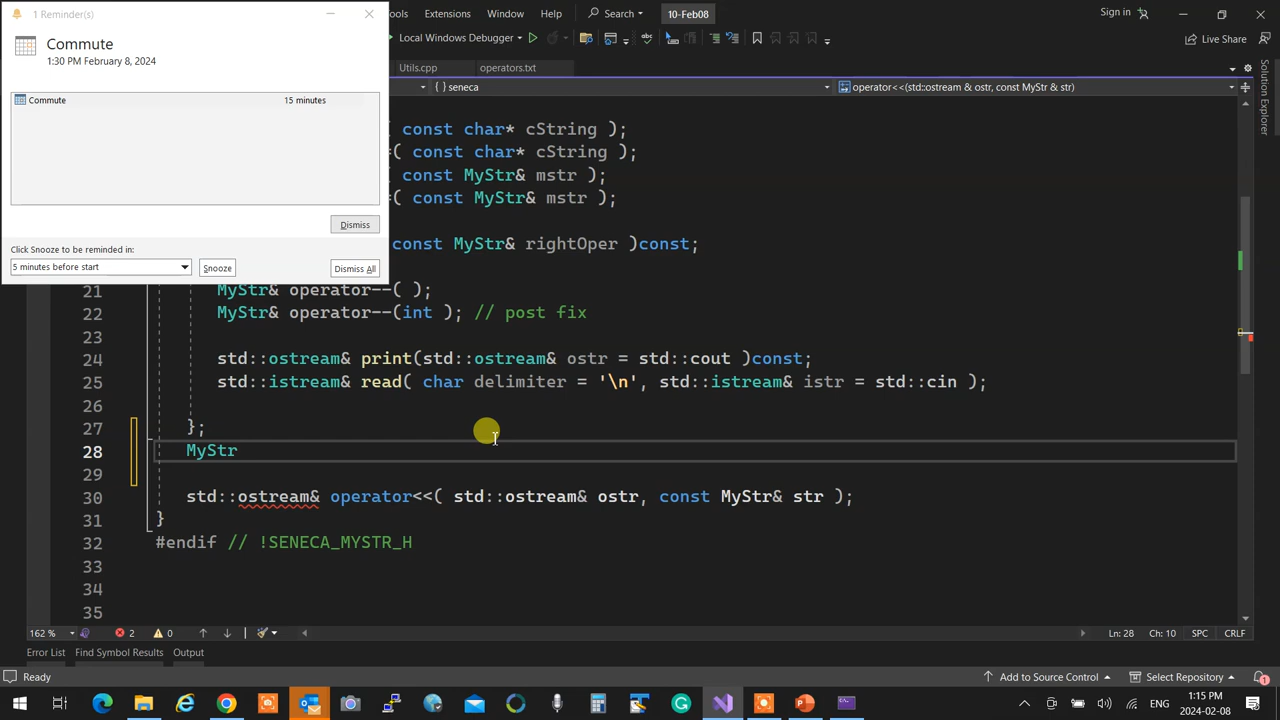 1 Reminder(s)
Commute
1:30 PM February 8, 2024
Commute 15 minutes
Dismiss
Click Snooze to be reminded in:
5 minutes before start
Snooze
Dismiss All
Extensions Window Help Search 10-Feb08 Sign in
Local Windows Debugger Live Share
Utils.cpp operators.txt
{ } seneca operator<<(std::ostream & ostr, const MyStr & str)
Solution Explorer
const char* cString );
=( const char* cString );
const MyStr& mstr );
=( const MyStr& mstr );
const MyStr& rightOper )const;
21 MyStr& operator--( );
22 MyStr& operator--(int ); // post fix
23
24 std::ostream& print(std::ostream& ostr = std::cout )const;
25 std::istream& read( char delimiter = '\n', std::istream& istr = std::cin );
26
27 };
28 MyStr
29
30 std::ostream& operator<<( std::ostream& ostr, const MyStr& str );
31 }
32 #endif // !SENECA_MYSTR_H
33
34
35
162 % 2 0 Ln: 28 Ch: 10 SPC CRLF
Error List Find Symbol Results Output
Ready Add to Source Control Select Repository 1
ENG 1:15 PM 2024-02-08